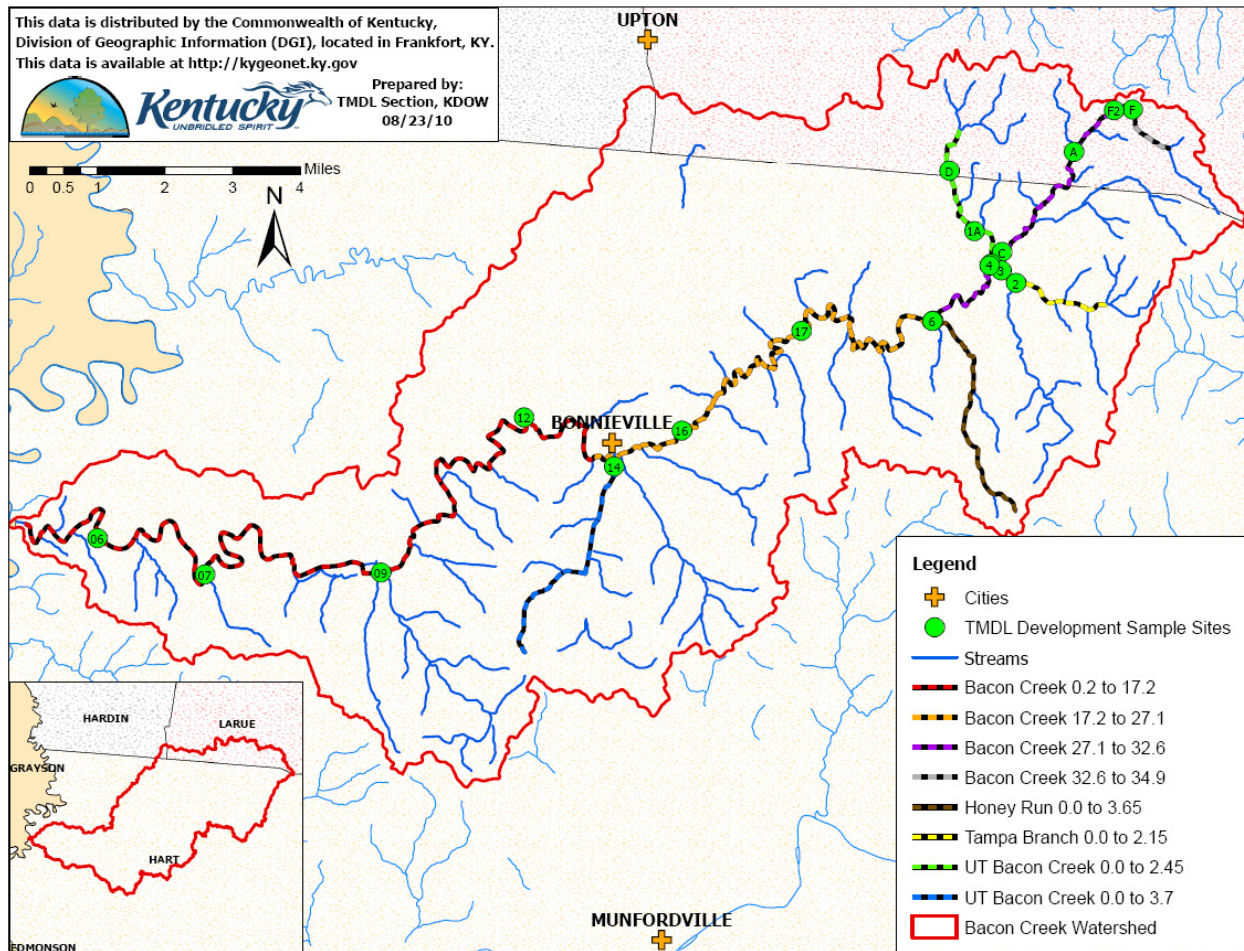 This data is distributed by the Commonwealth of Kentucky,
Division of Geographic Information (DGI), located in Frankfort, KY.
This data is available at http://kygeonet.ky.gov
Kentucky
UNBRIDLED SPIRIT™
Prepared by:
TMDL Section, KDOW
08/23/10
0 0.5 1 2 3 4 Miles
N
UPTON
F2
F
A
D
1A
C
4
3
2
6
17
16
12
BONNIEVILLE
14
06
07
09
MUNFORDVILLE
HARDIN
LARUE
GRAYSON
HART
EDMONSON
Legend
Cities
TMDL Development Sample Sites
Streams
Bacon Creek 0.2 to 17.2
Bacon Creek 17.2 to 27.1
Bacon Creek 27.1 to 32.6
Bacon Creek 32.6 to 34.9
Honey Run 0.0 to 3.65
Tampa Branch 0.0 to 2.15
UT Bacon Creek 0.0 to 2.45
UT Bacon Creek 0.0 to 3.7
Bacon Creek Watershed